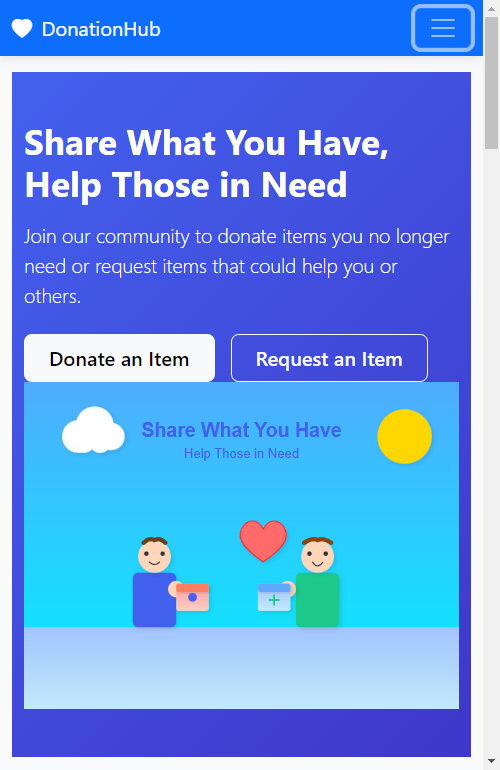 DonationHub
Share What You Have,
Help Those in Need
Join our community to donate items you no longer
need or request items that could help you or
others.
Donate an Item
Request an Item
Share What You Have
Help Those in Need